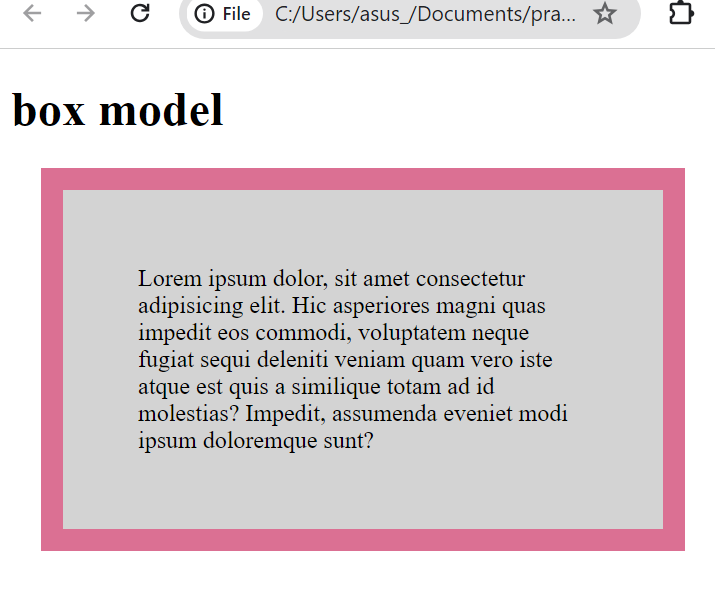 File C:/Users/asus_/Documents/pra...
box model
Lorem ipsum dolor, sit amet consectetur
adipisicing elit. Hic asperiores magni quas
impedit eos commodi, voluptatem neque
fugiat sequi deleniti veniam quam vero iste
atque est quis a similique totam ad id
molestias? Impedit, assumenda eveniet modi
ipsum doloremque sunt?